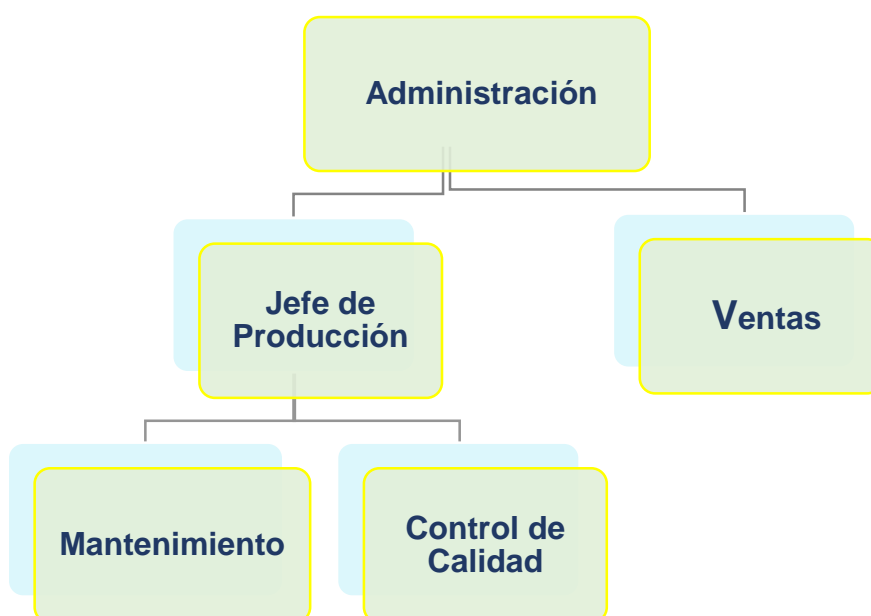 Administración
Jefe de
Producción
Ventas
Mantenimiento
Control de
Calidad